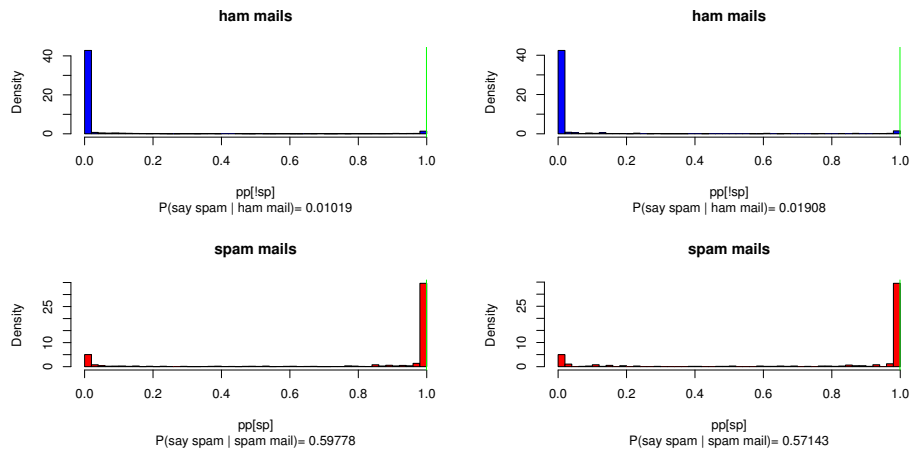 ham mails
Density
0 20 40
0.0 0.2 0.4 0.6 0.8 1.0
pp[!sp]
P(say spam | ham mail)= 0.01019
ham mails
Density
0 20 40
0.0 0.2 0.4 0.6 0.8 1.0
pp[!sp]
P(say spam | ham mail)= 0.01908
spam mails
Density
0 10 25
0.0 0.2 0.4 0.6 0.8 1.0
pp[sp]
P(say spam | spam mail)= 0.59778
spam mails
Density
0 10 25
0.0 0.2 0.4 0.6 0.8 1.0
pp[sp]
P(say spam | spam mail)= 0.57143